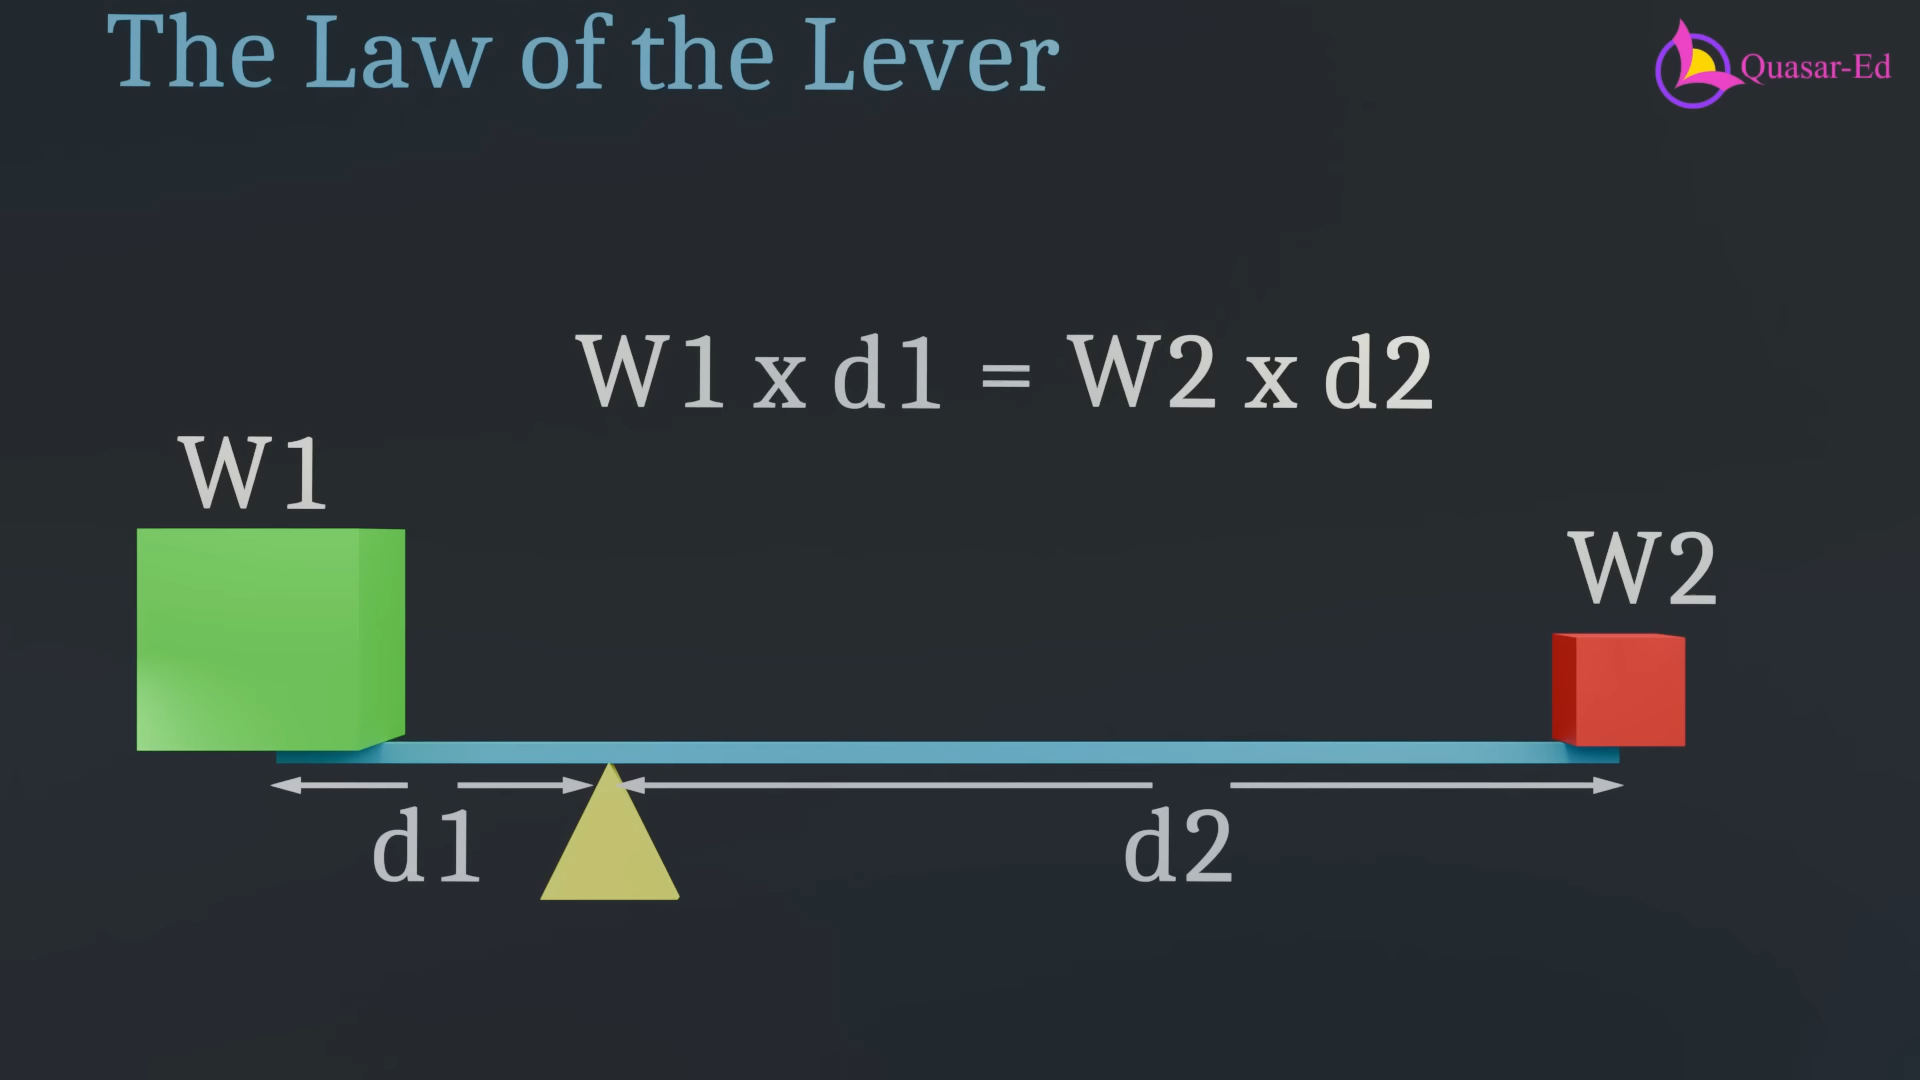 The Law of the Lever
Quasar-Ed
W1 x d1 = W2 x d2
W1
W2
d1
d2